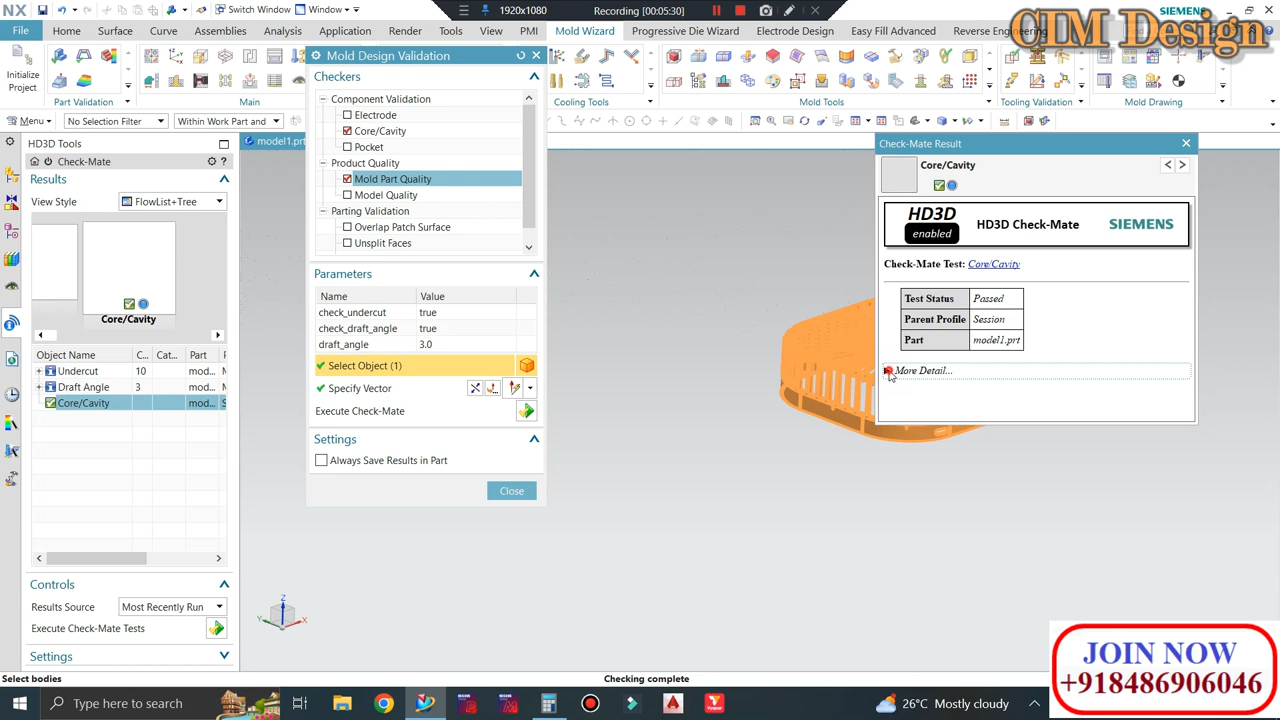 NX
Switch Window
Window
1920x1080
Recording [00:05:30]
SIEMENS
CIM Design
File
Home
Surface
Curve
Assemblies
Analysis
Application
Render
Tools
View
PMI
Mold Wizard
Progressive Die Wizard
Electrode Design
Easy Fill Advanced
Reverse Engineering
Initialize
Project
Part Validation
Main
Cooling Tools
Mold Tools
Tooling Validation
Mold Drawing
Menu
No Selection Filter
Within Work Part and
HD3D Tools
Check-Mate
Results
View Style
FlowList+Tree
Core/Cavity
Object Name
C...
Cat...
Part
Undercut
10
mod...
Draft Angle
3
mod...
Core/Cavity
mod...
Controls
Results Source
Most Recently Run
Execute Check-Mate Tests
Settings
model1.prt
Mold Design Validation
Checkers
Component Validation
Electrode
Core/Cavity
Pocket
Product Quality
Mold Part Quality
Model Quality
Parting Validation
Overlap Patch Surface
Unsplit Faces
Parameters
Name
Value
check_undercut
true
check_draft_angle
true
draft_angle
3.0
Select Object (1)
Specify Vector
Execute Check-Mate
Settings
Always Save Results in Part
Close
Check-Mate Result
Core/Cavity
HD3D
enabled
HD3D Check-Mate
SIEMENS
Check-Mate Test: Core/Cavity
Test Status
Passed
Parent Profile
Session
Part
model1.prt
More Detail...
Z
Y
X
JOIN NOW
+918486906046
Select bodies
Checking complete
Type here to search
26°C Mostly cloudy